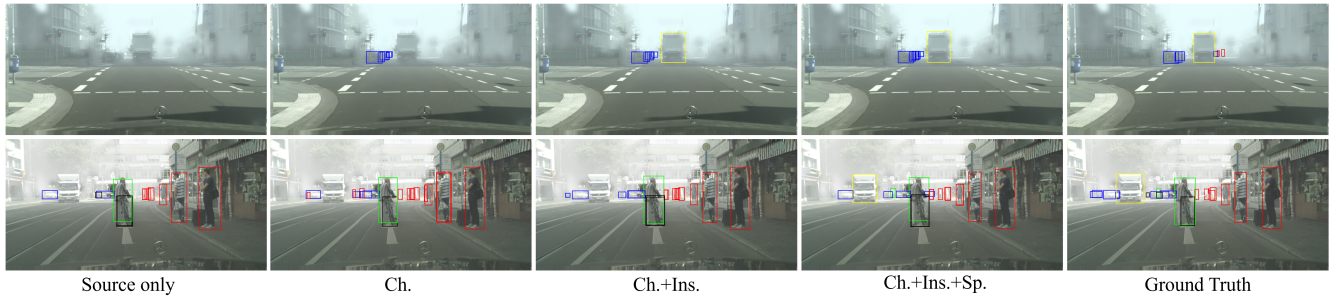 Source only
Ch.
Ch.+Ins.
Ch.+Ins.+Sp.
Ground Truth